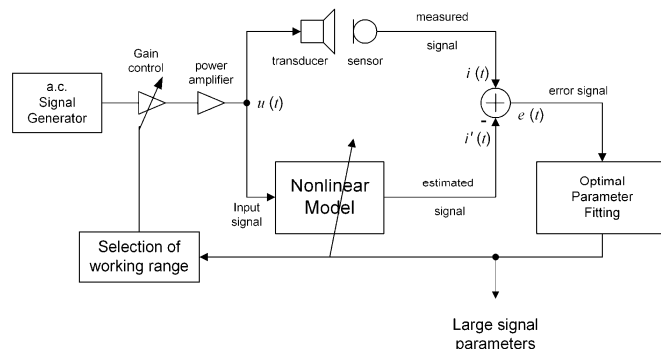 measured
signal
Gain
control
power
amplifier
transducer
sensor
a.c.
Signal
Generator
u (t)
i (t)
error signal
e (t)
-
i' (t)
Input
signal
Nonlinear
Model
estimated
signal
Optimal
Parameter
Fitting
Selection of
working range
Large signal
parameters